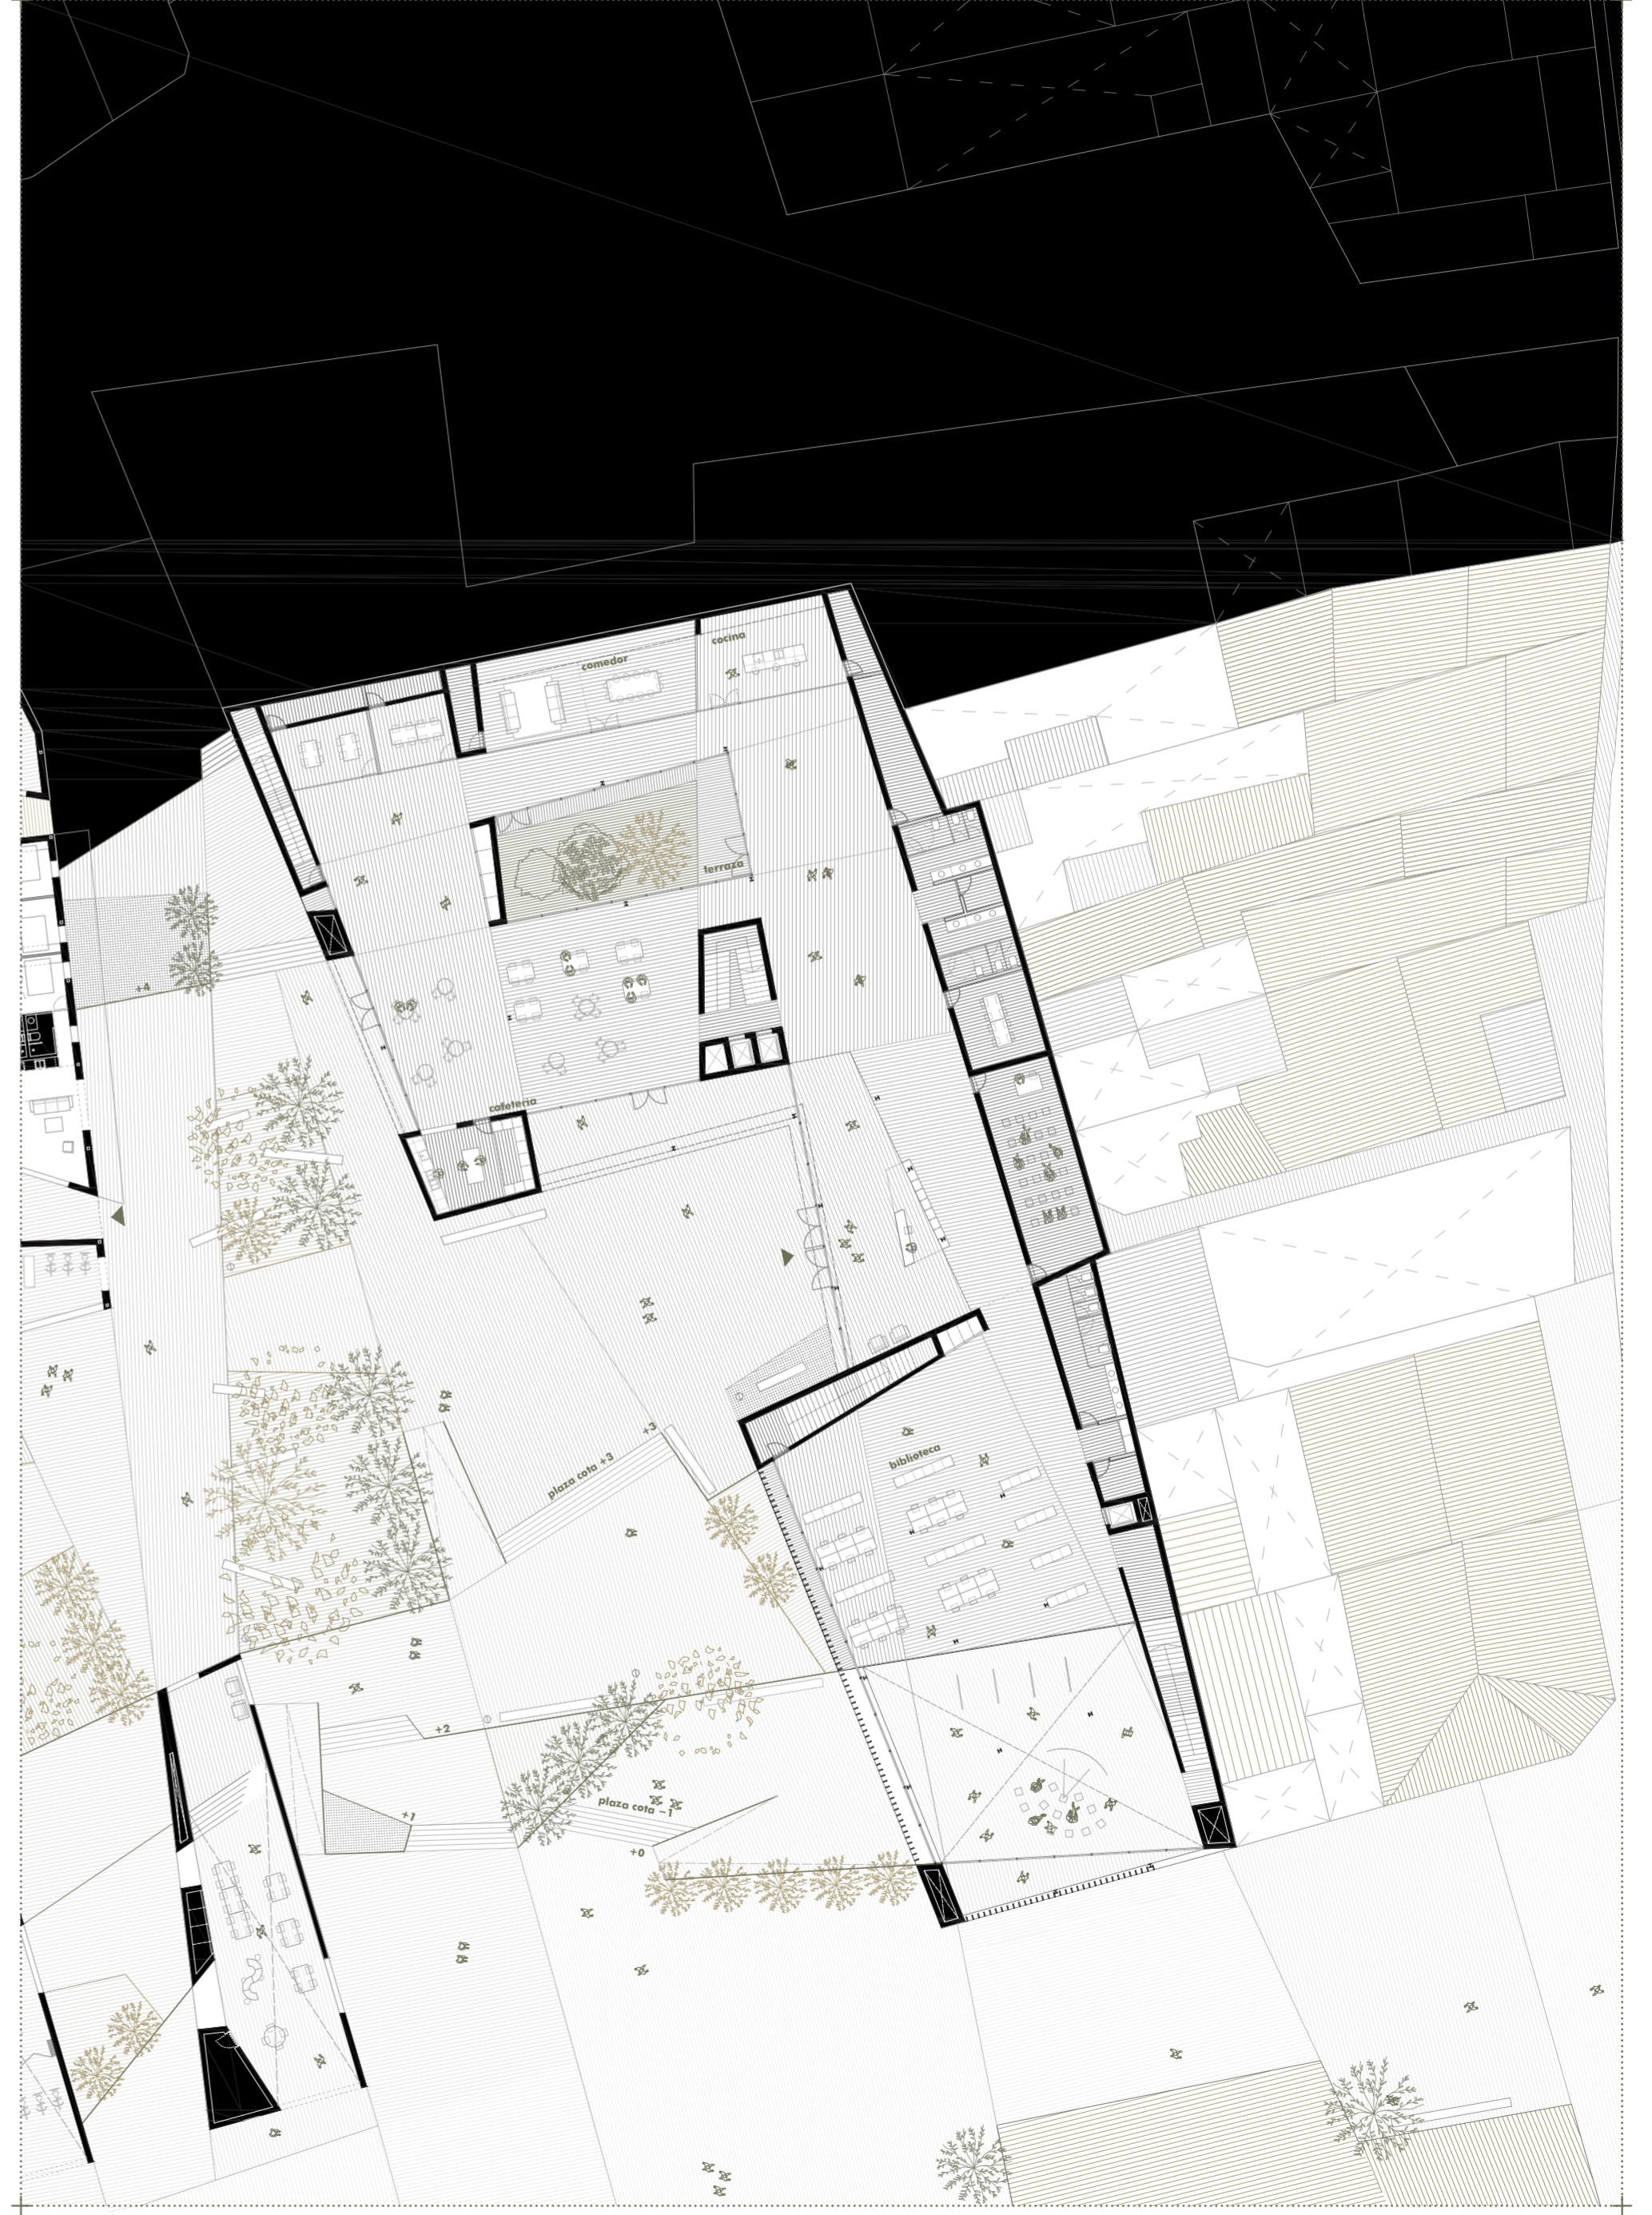 cocina
comedor
terraza
+4
cafetería
+3
plaza cota +3
biblioteca
+2
+1
plaza cota -1
+0